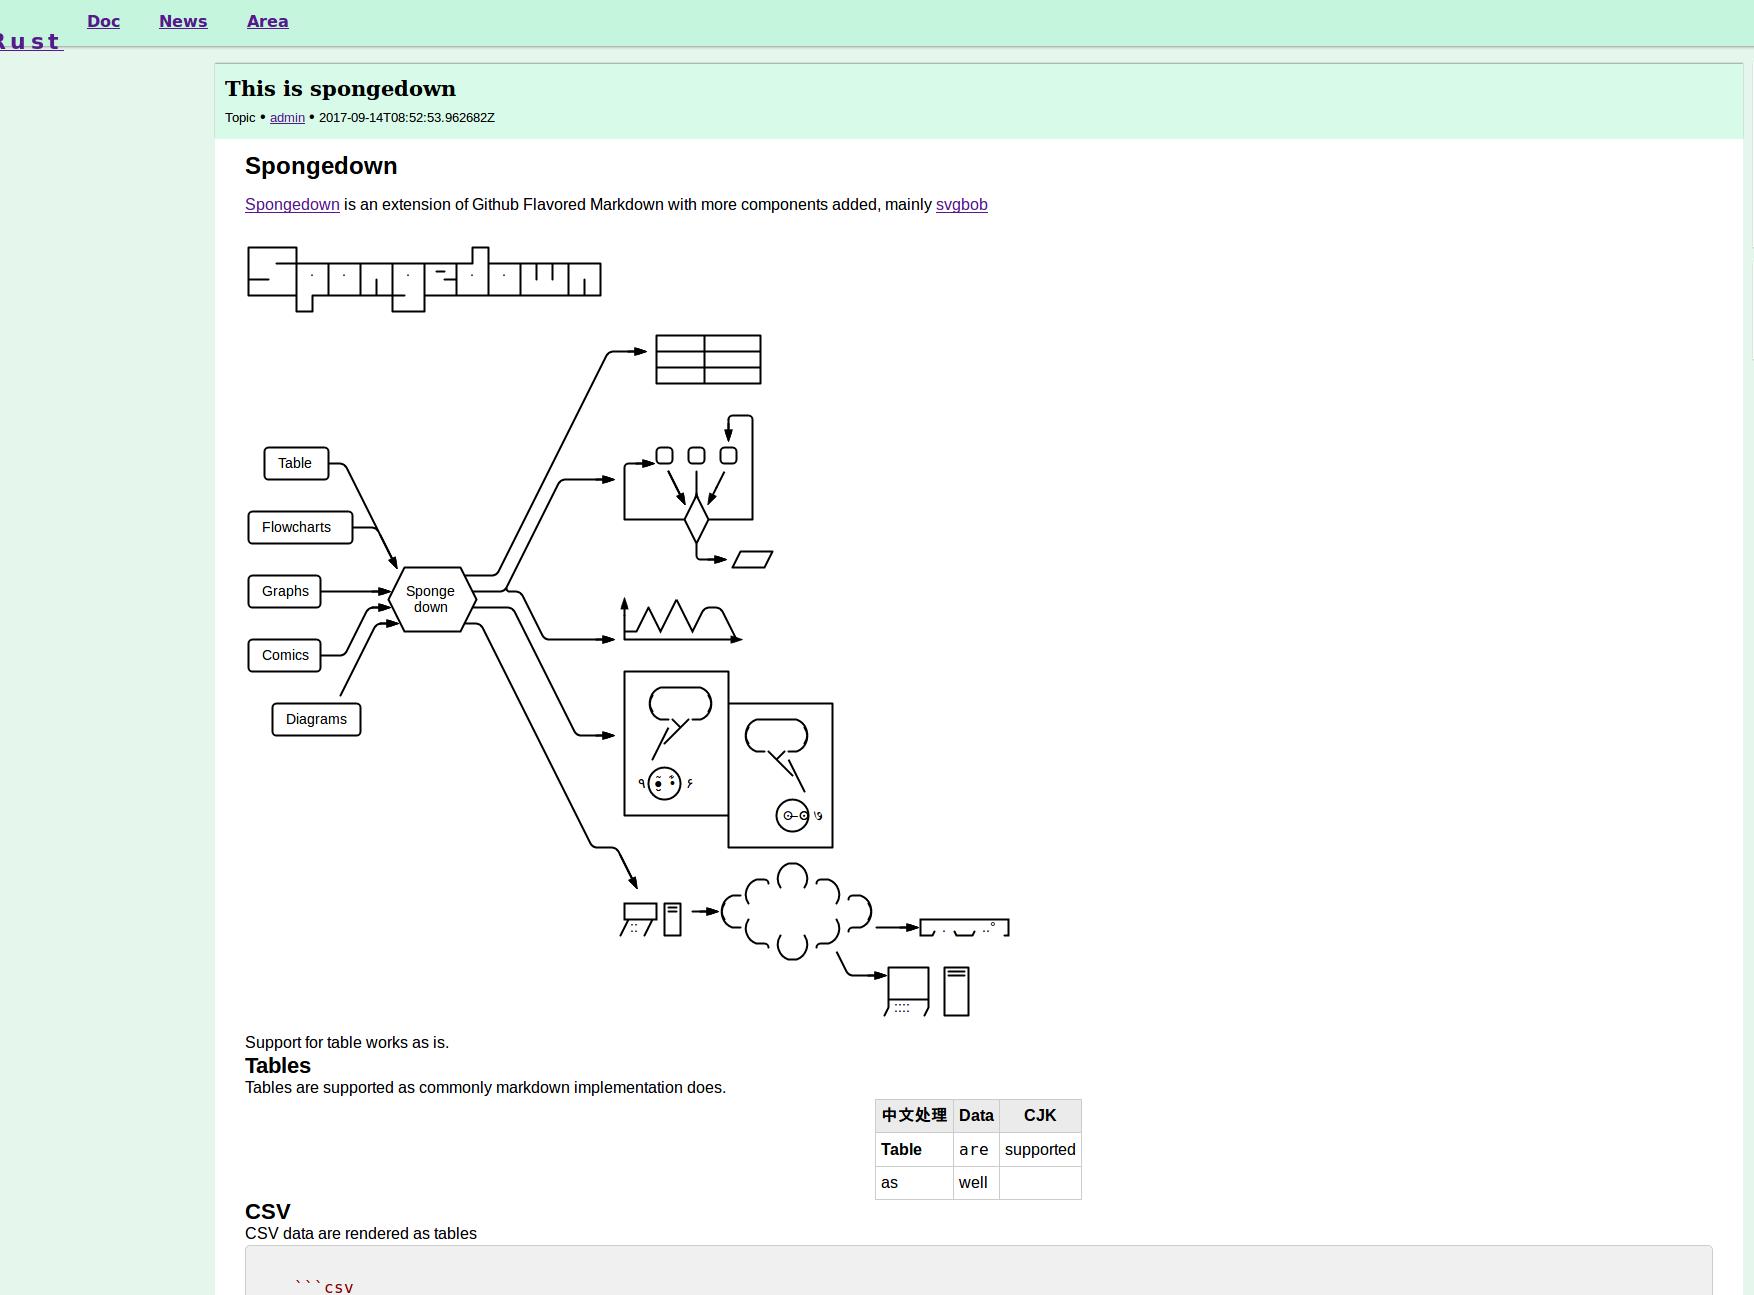 Doc News Area
Rust
This is spongedown
Topic • admin • 2017-09-14T08:52:53.962682Z
Spongedown
Spongedown is an extension of Github Flavored Markdown with more components added, mainly svgbob
Table
Flowcharts
Graphs
Sponge
down
Comics
Diagrams
Support for table works as is.
Tables
Tables are supported as commonly markdown implementation does.
中文处理 Data CJK
Table are supported
as well
CSV
CSV data are rendered as tables
```csv